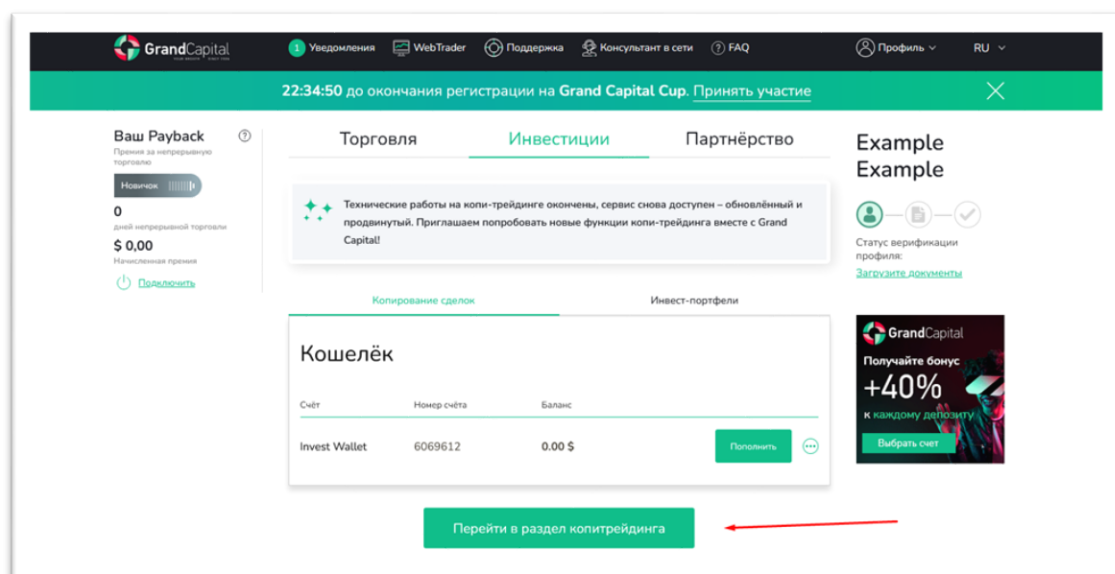 GrandCapital
1 Уведомления WebTrader Поддержка Консультант в сети ? FAQ Профиль RU
22:34:50 до окончания регистрации на Grand Capital Cup. Принять участие
Ваш Payback ?
Премия за непрерывную
торговлю
Новичок
0
дней непрерывной торговли
$ 0,00
Начисленная премия
Подключить
Торговля Инвестиции Партнёрство
Технические работы на копи-трейдинге окончены, сервис снова доступен – обновлённый и
продвинутый. Приглашаем попробовать новые функции копи-трейдинга вместе с Grand
Capital!
Копирование сделок Инвест-портфели
Кошелёк
Счёт Номер счёта Баланс
Invest Wallet 6069612 0.00 $ Пополнить
Перейти в раздел копитрейдинга
Example
Example
Статус верификации
профиля:
Загрузите документы
GrandCapital
Получайте бонус
+40%
к каждому депозиту
Выбрать счет